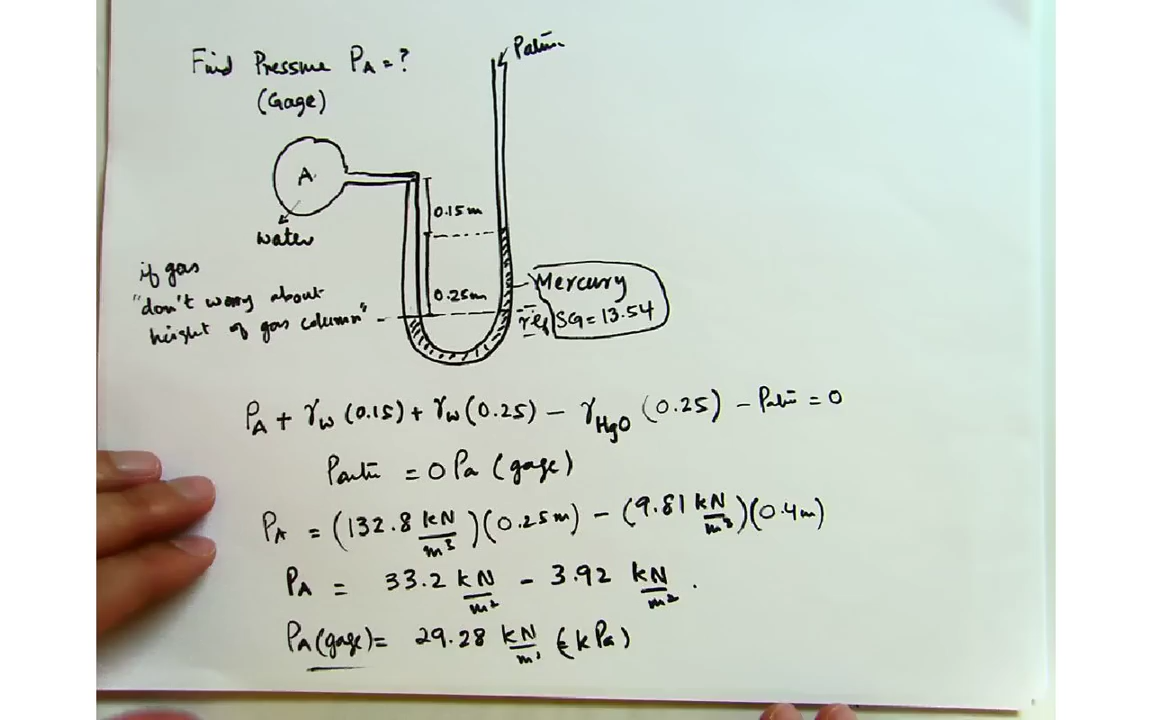 Find Pressure PA = ?
(Gage)
Patm
A
0.15m
water
if gas
"don't worry about
height of gas column"
0.25m
Mercury
ref
SG = 13.54
PA + γw (0.15) + γw (0.25) − γHgO (0.25) − Patm = 0
Patm = 0 Pa (gage)
PA = (132.8 kN/m³)(0.25m) − (9.81 kN/m³)(0.4m)
PA = 33.2 kN/m² − 3.92 kN/m².
PA (gage) = 29.28 kN/m² (kPa)